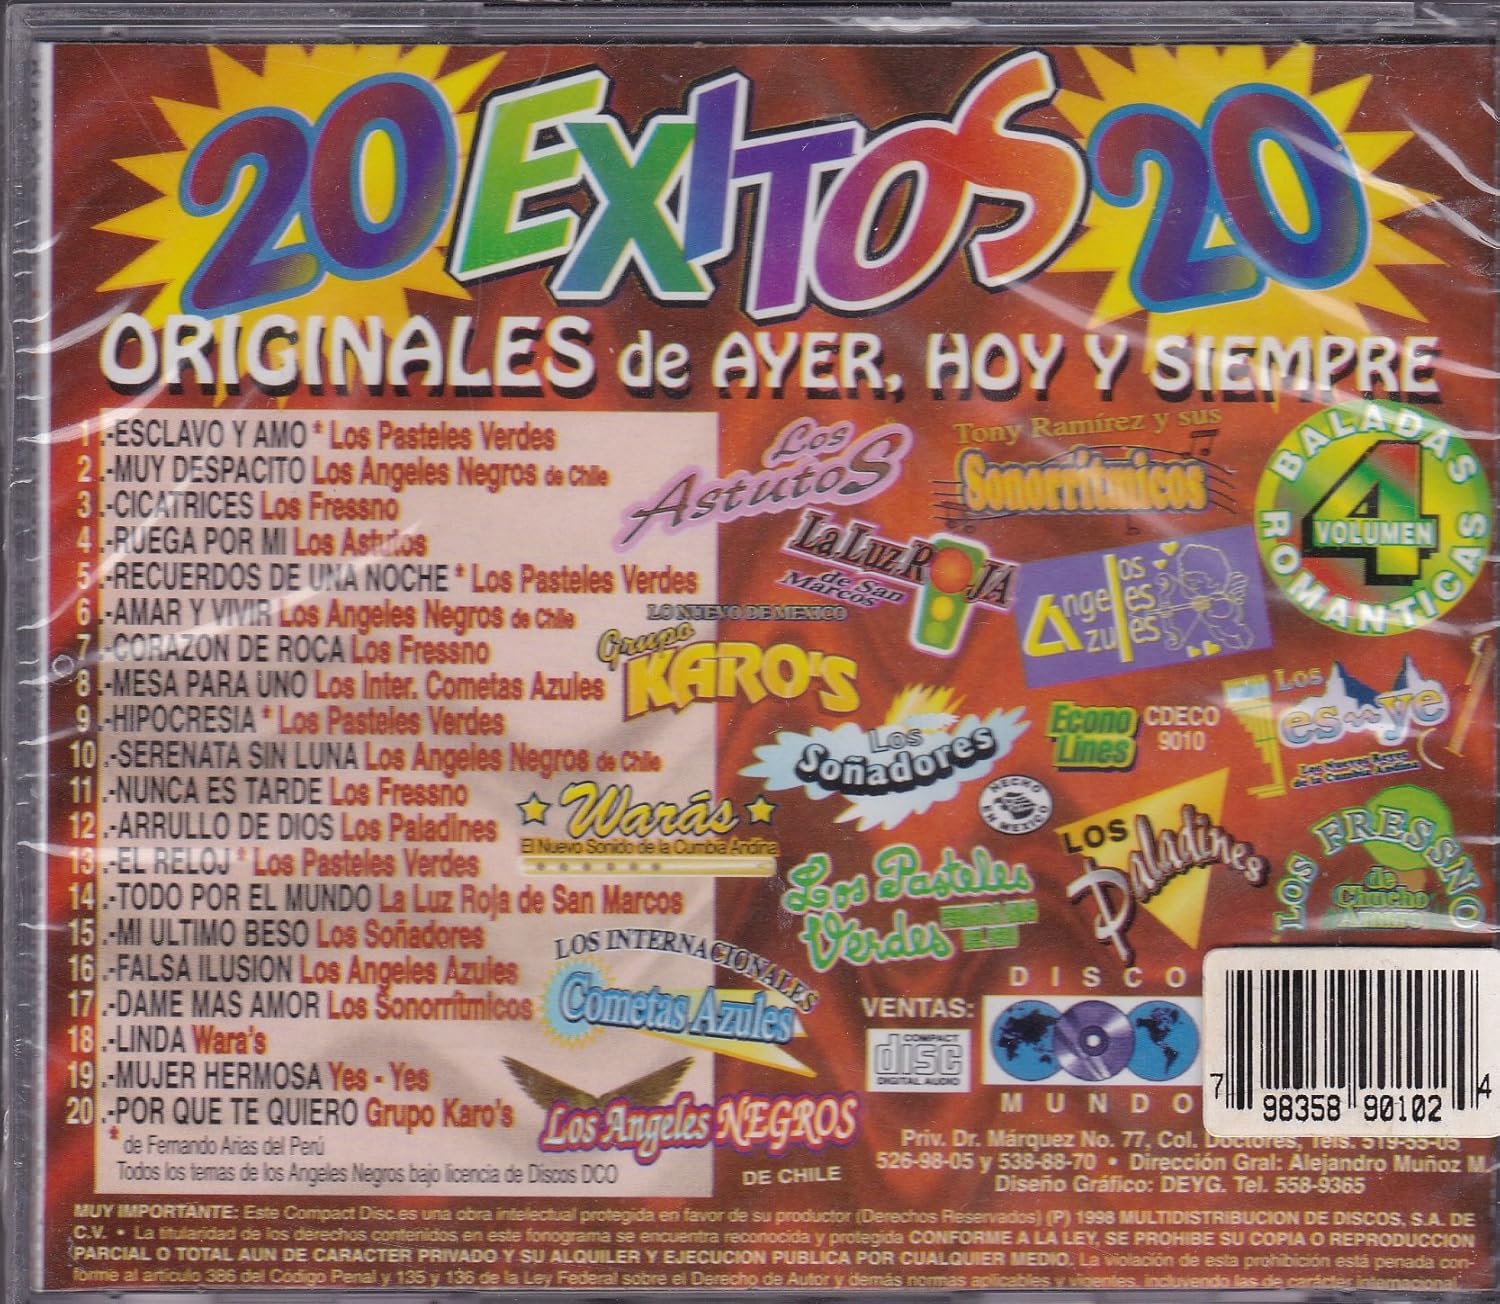 20 EXITOS 20
ORIGINALES de AYER, HOY Y SIEMPRE
1.-ESCLAVO Y AMO * Los Pasteles Verdes
2.-MUY DESPACITO Los Angeles Negros de Chile
3.-CICATRICES Los Fressno
4.-RUEGA POR MI Los Astutos
5.-RECUERDOS DE UNA NOCHE * Los Pasteles Verdes
6.-AMAR Y VIVIR Los Angeles Negros de Chile
7.-CORAZON DE ROCA Los Fressno
8.-MESA PARA UNO Los Inter. Cometas Azules
9.-HIPOCRESIA * Los Pasteles Verdes
10.-SERENATA SIN LUNA Los Angeles Negros de Chile
11.-NUNCA ES TARDE Los Fressno
12.-ARRULLO DE DIOS Los Paladines
13.-EL RELOJ * Los Pasteles Verdes
14.-TODO POR EL MUNDO La Luz Roja de San Marcos
15.-MI ULTIMO BESO Los Soñadores
16.-FALSA ILUSION Los Angeles Azules
17.-DAME MAS AMOR Los Sonorrítmicos
18.-LINDA Wara's
19.-MUJER HERMOSA Yes - Yes
20.-POR QUE TE QUIERO Grupo Karo's
* de Fernando Arias del Perú
Todos los temas de los Angeles Negros bajo licencia de Discos DCO
Los Astutos
Tony Ramírez y sus
Sonorrítmicos
BALADAS
4
VOLUMEN
ROMANTICAS
La Luz ROJA
de San
Marcos
Los
Angeles
Azules
LO NUEVO DE MEXICO
Grupo
KARO'S
Los
Soñadores
Econo
Lines
CDECO
9010
Los
es y ye
HECHO
EN MEXICO
Warás
El Nuevo Sonido de la Cumbia Andina
Los Pasteles
Verdes
LOS
Paladines
LOS FRESSNO
de
Chucho
LOS INTERNACIONALES
Cometas Azules
Los Angeles NEGROS
DE CHILE
VENTAS:
COMPACT
disc
DIGITAL AUDIO
DISCO
MUNDO
7 98358 90102 4
Priv. Dr. Márquez No. 77, Col. Doctores, Tels. 519-55-05
526-98-05 y 538-88-70 • Dirección Gral: Alejandro Muñoz M.
Diseño Gráfico: DEYG. Tel. 558-9365
MUY IMPORTANTE: Este Compact Disc es una obra intelectual protegida en favor de su productor (Derechos Reservados) (P) 1998 MULTIDISTRIBUCION DE DISCOS, S.A. DE
C.V. • La titularidad de los derechos contenidos en este fonograma se encuentra reconocida y protegida CONFORME A LA LEY, SE PROHIBE SU COPIA O REPRODUCCION
PARCIAL O TOTAL AUN DE CARACTER PRIVADO Y SU ALQUILER Y EJECUCION PUBLICA POR CUALQUIER MEDIO. La violación de esta prohibición está penada con-
forme al artículo 386 del Código Penal y 135 y 136 de la Ley Federal sobre el Derecho de Autor y demás normas aplicables y vigentes, incluyendo las de carácter internacional.